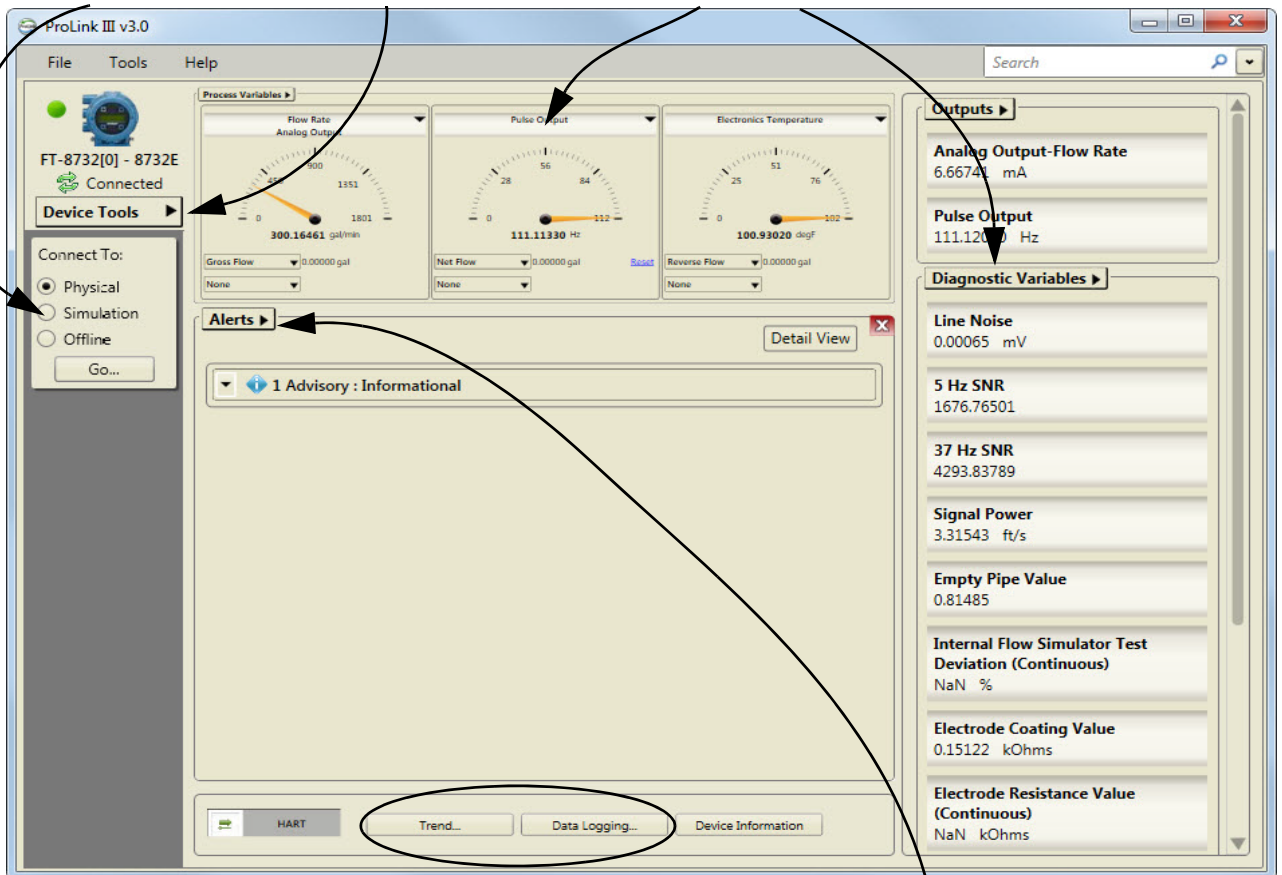 ProLink III v3.0
File Tools Help
Search
FT-8732[0] - 8732E
Connected
Device Tools
Connect To:
Physical
Simulation
Offline
Go...
Process Variables
Flow Rate
Analog Output
0 450 900 1351 1801
300.16461 gal/min
Gross Flow 0.00000 gal
None
Pulse Output
0 28 56 84 112
111.11330 Hz
Net Flow 0.00000 gal Reset
None
Electronics Temperature
0 25 51 76 102
100.93020 degF
Reverse Flow 0.00000 gal
None
Alerts
Detail View
1 Advisory : Informational
HART
Trend...
Data Logging...
Device Information
Outputs
Analog Output-Flow Rate
6.66741 mA
Pulse Output
Hz
Diagnostic Variables
Line Noise
0.00065 mV
5 Hz SNR
1676.76501
37 Hz SNR
4293.83789
Signal Power
3.31543 ft/s
Empty Pipe Value
0.81485
Internal Flow Simulator Test
Deviation (Continuous)
NaN %
Electrode Coating Value
0.15122 kOhms
Electrode Resistance Value
(Continuous)
NaN kOhms